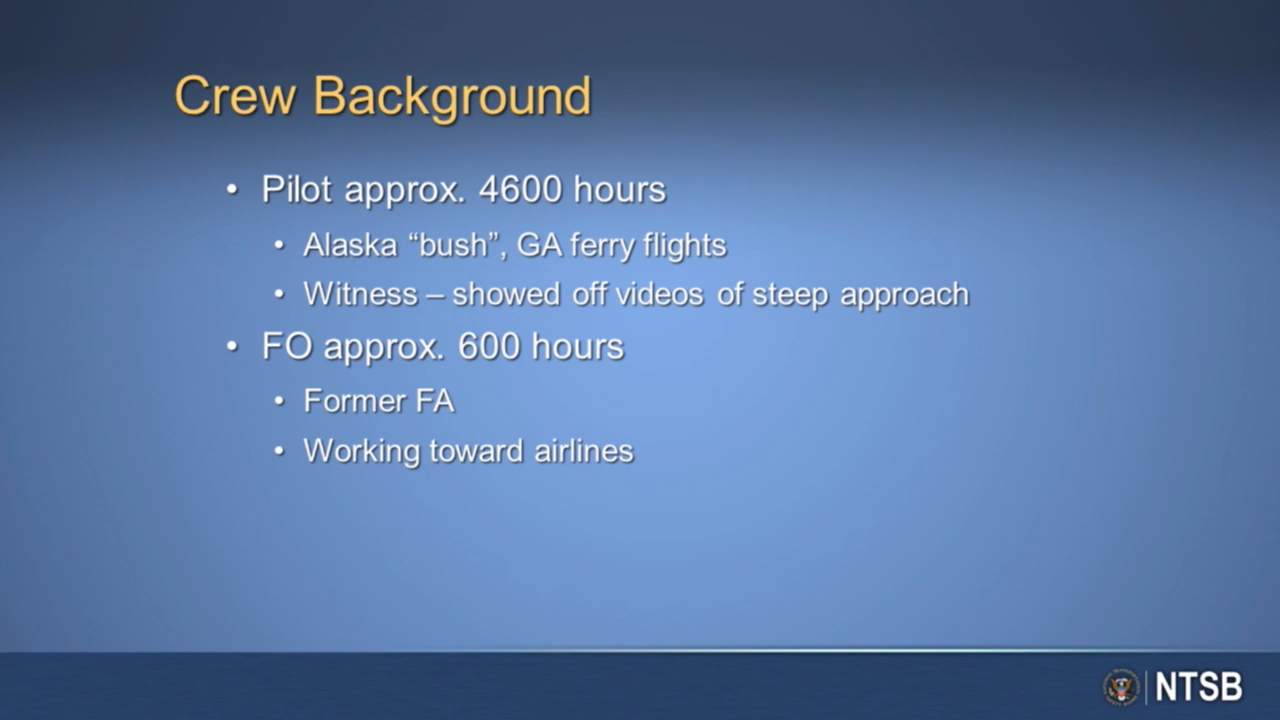 Crew Background
• Pilot approx. 4600 hours
• Alaska “bush”, GA ferry flights
• Witness – showed off videos of steep approach
• FO approx. 600 hours
• Former FA
• Working toward airlines
NTSB